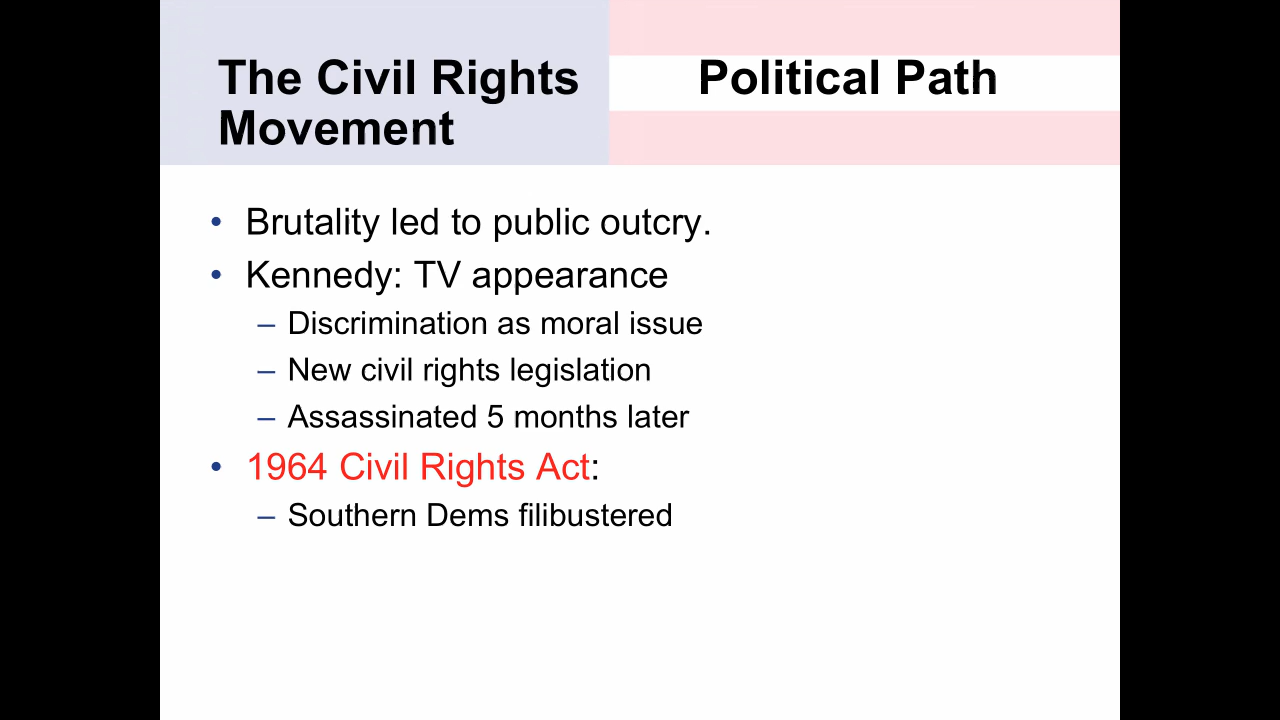 The Civil Rights
Movement
Political Path
• Brutality led to public outcry.
• Kennedy: TV appearance
– Discrimination as moral issue
– New civil rights legislation
– Assassinated 5 months later
• 1964 Civil Rights Act:
– Southern Dems filibustered